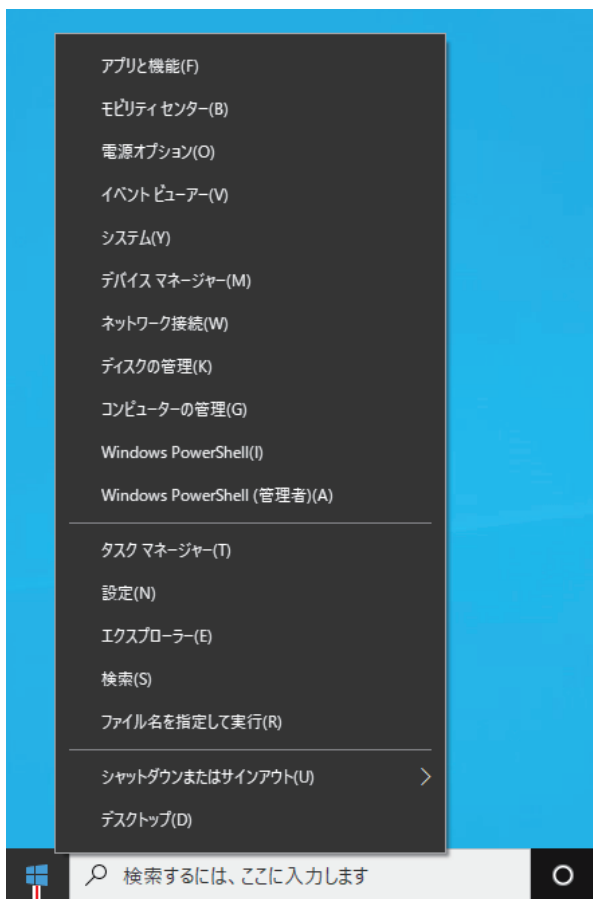 アプリと機能(F)
モビリティ センター(B)
電源オプション(O)
イベント ビューアー(V)
システム(Y)
デバイス マネージャー(M)
ネットワーク接続(W)
ディスクの管理(K)
コンピューターの管理(G)
Windows PowerShell(I)
Windows PowerShell (管理者)(A)
タスク マネージャー(T)
設定(N)
エクスプローラー(E)
検索(S)
ファイル名を指定して実行(R)
シャットダウンまたはサインアウト(U)
デスクトップ(D)
検索するには、ここに入力します